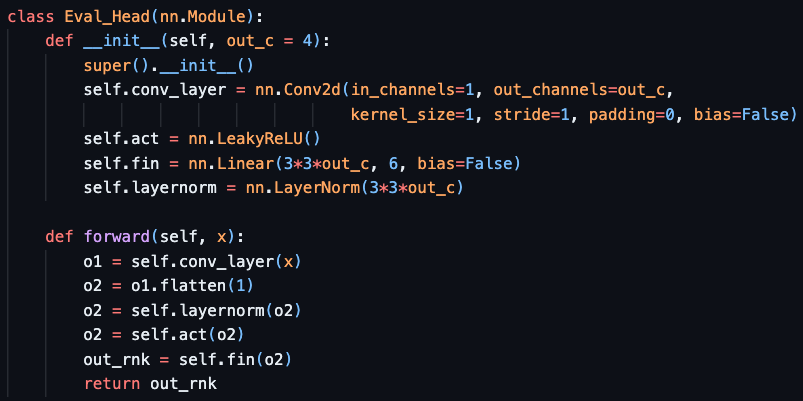 class Eval_Head(nn.Module):
    def __init__(self, out_c = 4):
        super().__init__()
        self.conv_layer = nn.Conv2d(in_channels=1, out_channels=out_c,
                                    kernel_size=1, stride=1, padding=0, bias=False)
        self.act = nn.LeakyReLU()
        self.fin = nn.Linear(3*3*out_c, 6, bias=False)
        self.layernorm = nn.LayerNorm(3*3*out_c)

    def forward(self, x):
        o1 = self.conv_layer(x)
        o2 = o1.flatten(1)
        o2 = self.layernorm(o2)
        o2 = self.act(o2)
        out_rnk = self.fin(o2)
        return out_rnk